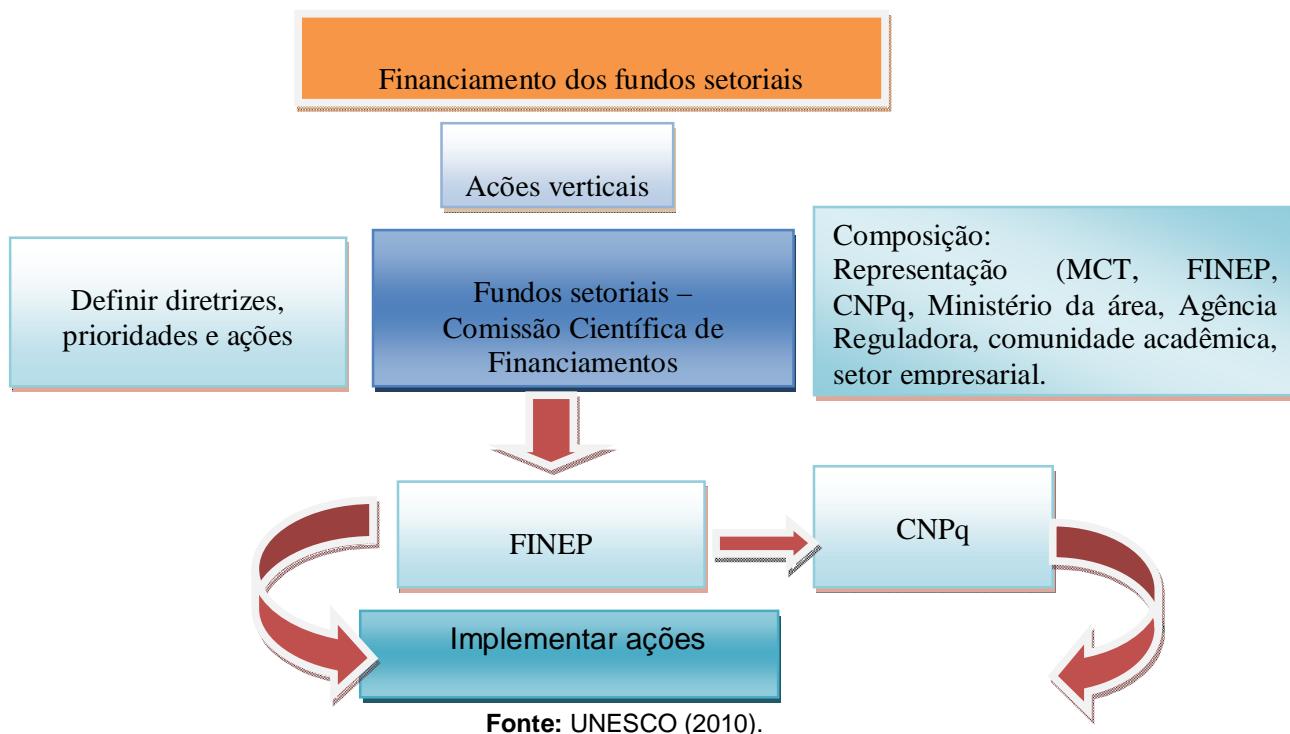 Financiamento dos fundos setoriais
Acões verticais
Definir diretrizes,
prioridades e ações
Fundos setoriais –
Comissão Científica de
Financiamentos
Composição:
Representação (MCT, FINEP,
CNPq, Ministério da área, Agência
Reguladora, comunidade acadêmica,
setor empresarial.
FINEP
CNPq
Implementar ações
Fonte: UNESCO (2010).